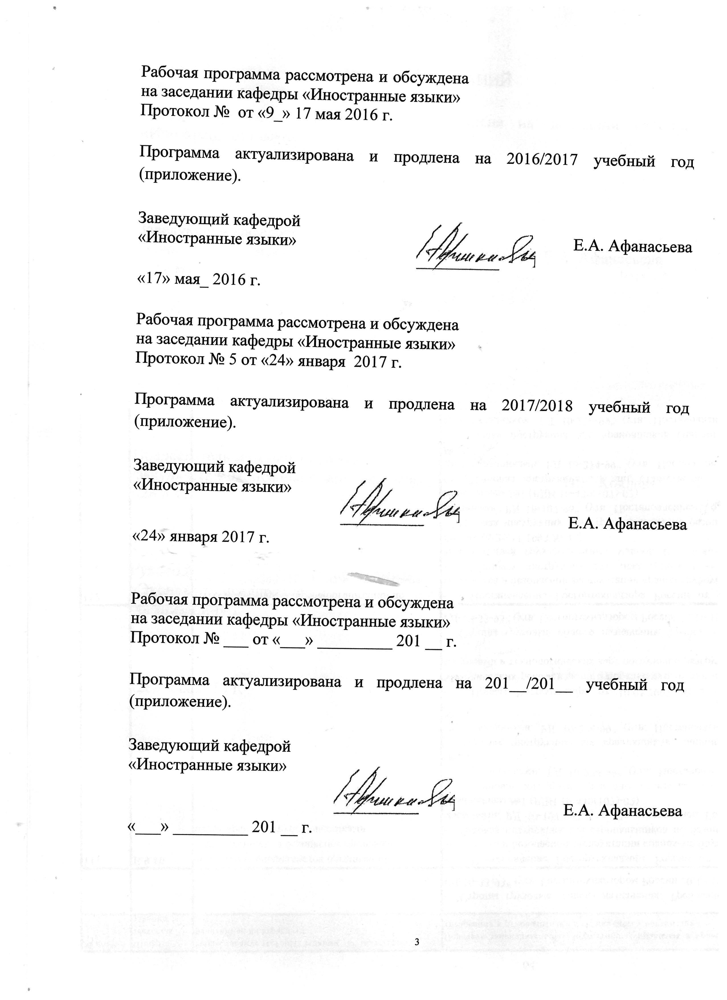 Рабочая программа рассмотрена и обсуждена
на заседании кафедры «Иностранные языки»
Протокол № от «9_» 17 мая 2016 г.
Программа актуализирована и продлена на 2016/2017 учебный год
(приложение).
Заведующий кафедрой
«Иностранные языки»
Е.А. Афанасьева
«17» мая_ 2016 г.
Рабочая программа рассмотрена и обсуждена
на заседании кафедры «Иностранные языки»
Протокол № 5 от «24» января 2017 г.
Программа актуализирована и продлена на 2017/2018 учебный год
(приложение).
Заведующий кафедрой
«Иностранные языки»
Е.А. Афанасьева
«24» января 2017 г.
Рабочая программа рассмотрена и обсуждена
на заседании кафедры «Иностранные языки»
Протокол № ___ от «___» _________ 201 __ г.
Программа актуализирована и продлена на 201__/201__ учебный год
(приложение).
Заведующий кафедрой
«Иностранные языки»
Е.А. Афанасьева
«___» _________ 201 __ г.
3